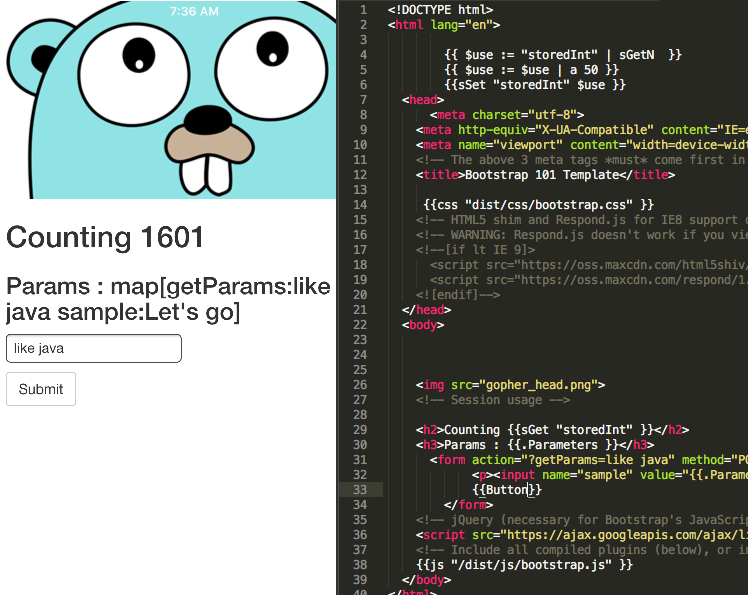 7:36 AM
Counting 1601
Params : map[getParams:like
java sample:Let's go]
like java
Submit
1 <!DOCTYPE html>
2 <html lang="en">
3
4 {{ $use := "storedInt" | sGetN  }}
5 {{ $use := $use | a 50 }}
6 {{sSet "storedInt" $use }}
7 <head>
8 <meta charset="utf-8">
9 <meta http-equiv="X-UA-Compatible" content="IE=e
10 <meta name="viewport" content="width=device-widt
11 <!-- The above 3 meta tags *must* come first in
12 <title>Bootstrap 101 Template</title>
13
14 {{css "dist/css/bootstrap.css" }}
15 <!-- HTML5 shim and Respond.js for IE8 support o
16 <!-- WARNING: Respond.js doesn't work if you vie
17 <!--[if lt IE 9]>
18 <script src="https://oss.maxcdn.com/html5shiv/
19 <script src="https://oss.maxcdn.com/respond/1.
20 <![endif]-->
21 </head>
22 <body>
23
24
25
26 <img src="gopher_head.png">
27 <!-- Session usage -->
28
29 <h2>Counting {{sGet "storedInt" }}</h2>
30 <h3>Params : {{.Parameters }}</h3>
31 <form action="?getParams=like java" method="PO
32 <p><input name="sample" value="{{.Parame
33 {{Button}}
34 </form>
35 <!-- jQuery (necessary for Bootstrap's JavaScrip
36 <script src="https://ajax.googleapis.com/ajax/li
37 <!-- Include all compiled plugins (below), or in
38 {{js "/dist/js/bootstrap.js" }}
39 </body>
40 </html>